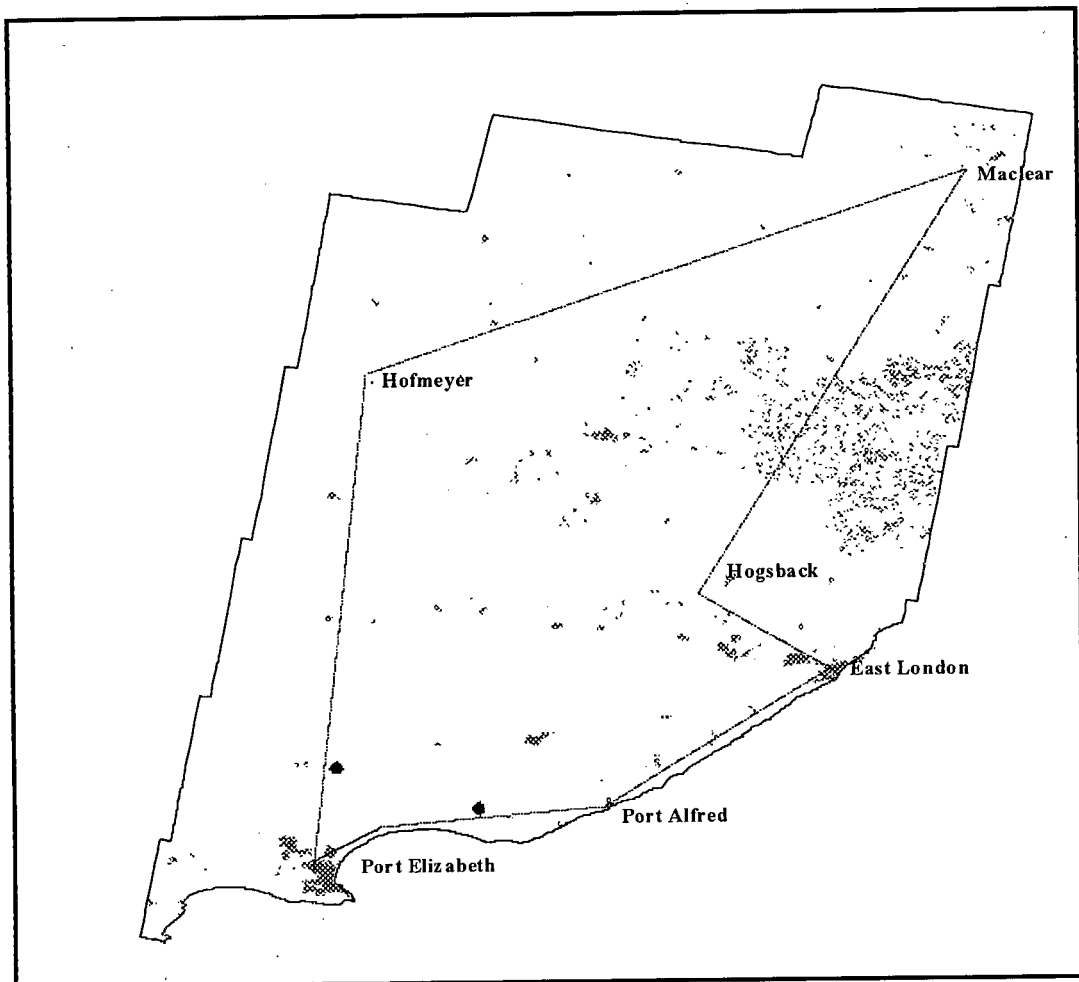 Maclear
Hofmeyer
Hogsback
East London
Port Alfred
Port Elizabeth